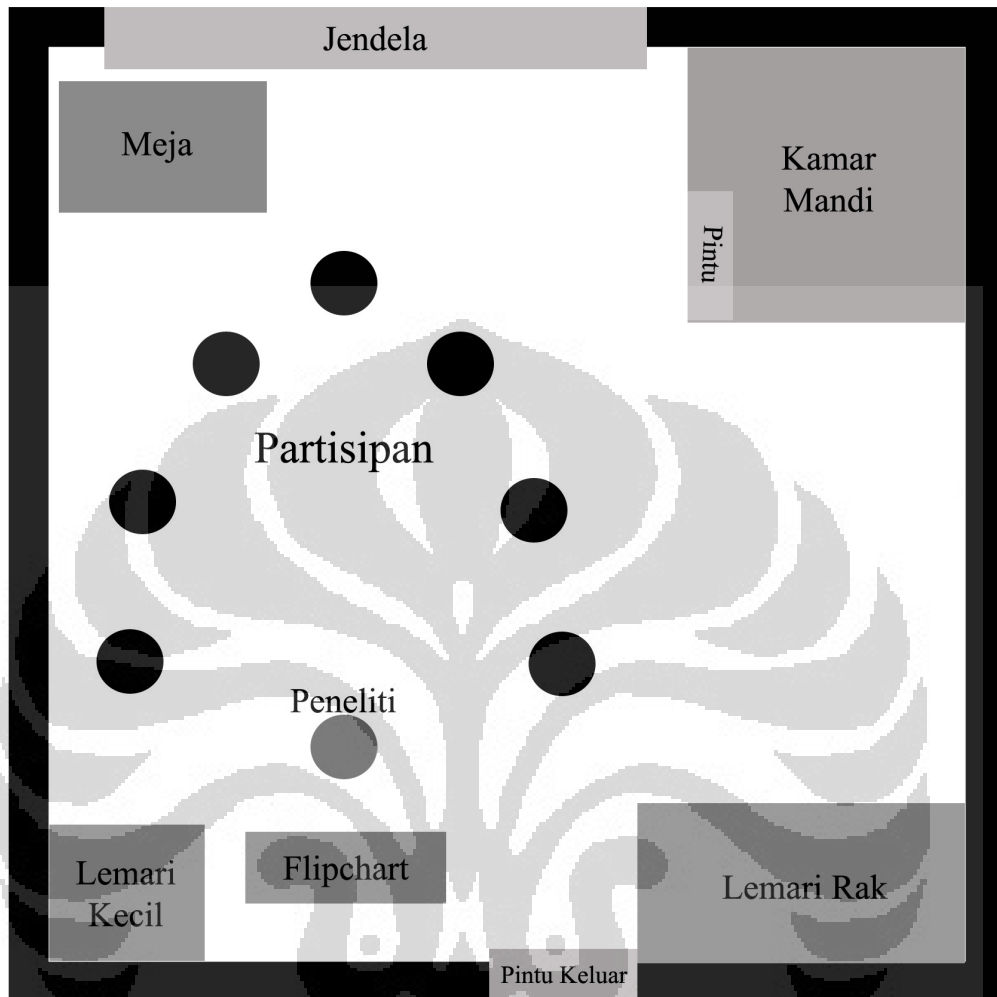 Jendela
Meja
Kamar
Mandi
Pintu
Partisipan
Peneliti
Lemari
Kecil
Flipchart
Lemari Rak
Pintu Keluar